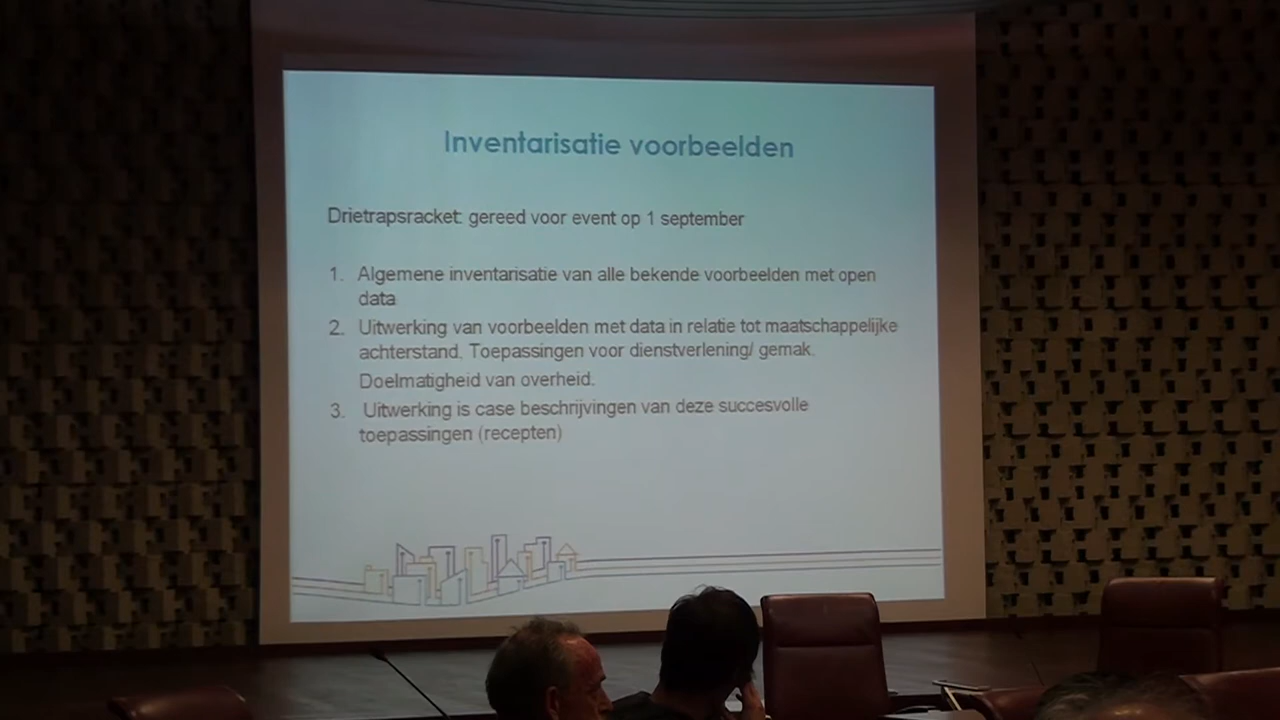 Inventarisatie voorbeelden
Drietrapsracket: gereed voor event op 1 september
1. Algemene inventarisatie van alle bekende voorbeelden met open
data
2. Uitwerking van voorbeelden met data in relatie tot maatschappelijke
achterstand. Toepassingen voor dienstverlening/ gemak.
Doelmatigheid van overheid.
3. Uitwerking is case beschrijvingen van deze succesvolle
toepassingen (recepten)